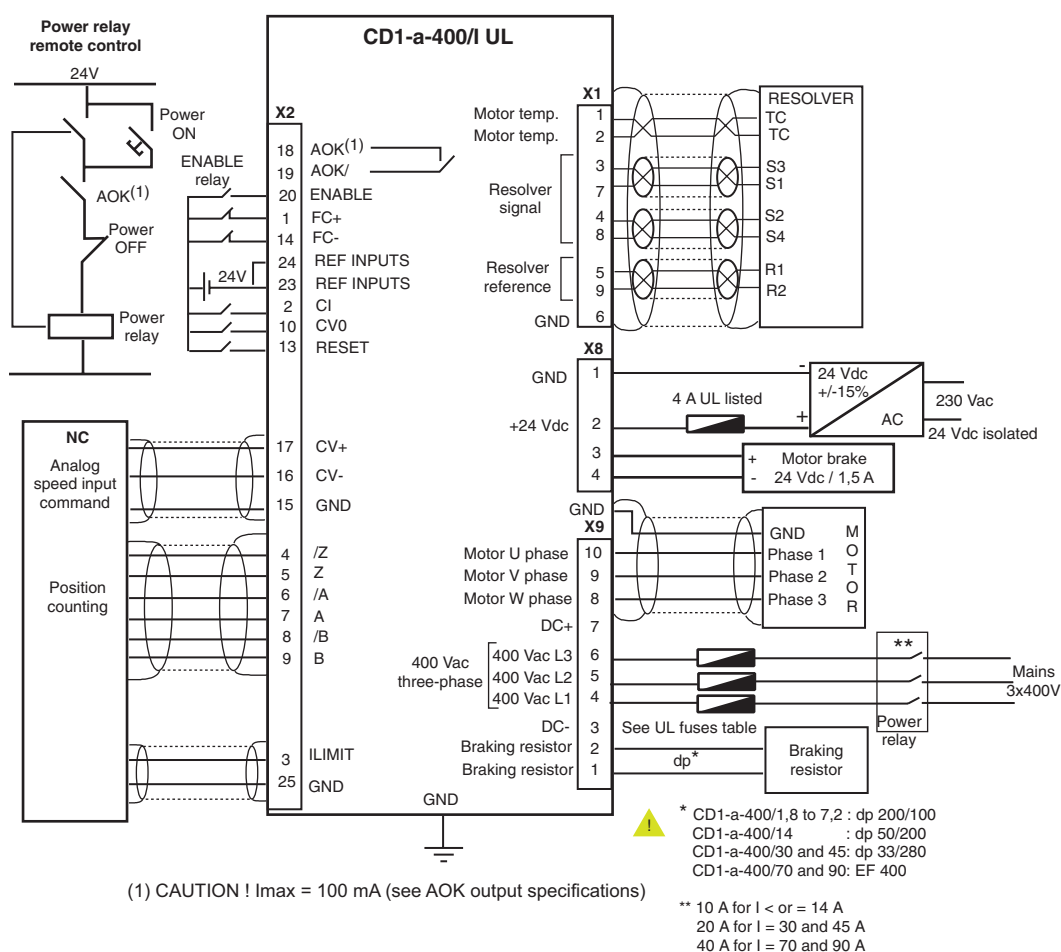 Power relay
remote control
24V
Power
ON
AOK(1)
Power
OFF
Power
relay
CD1-a-400/I UL
X2
18 AOK(1)
19 AOK/
ENABLE
relay
20 ENABLE
1 FC+
14 FC-
24 REF INPUTS
24V
23 REF INPUTS
2 CI
10 CV0
13 RESET
NC
Analog
speed input
command
17 CV+
16 CV-
15 GND
Position
counting
4 /Z
5 Z
6 /A
7 A
8 /B
9 B
3 ILIMIT
25 GND
GND
X1
Motor temp. 1
Motor temp. 2
Resolver
signal
3
7
4
8
Resolver
reference
5
9
GND 6
RESOLVER
TC
TC
S3
S1
S2
S4
R1
R2
X8
GND 1
+24 Vdc 2
3
4
4 A UL listed
-
+
24 Vdc
+/-15%
AC
230 Vac
24 Vdc isolated
+ Motor brake
- 24 Vdc / 1,5 A
GND
X9
Motor U phase 10
Motor V phase 9
Motor W phase 8
DC+ 7
400 Vac
three-phase
400 Vac L3 6
400 Vac L2 5
400 Vac L1 4
DC- 3
Braking resistor 2
Braking resistor 1
GND
Phase 1
Phase 2
Phase 3
MOTOR
**
Mains
3x400V
Power
relay
See UL fuses table
dp*
Braking
resistor
!
* CD1-a-400/1,8 to 7,2 : dp 200/100
CD1-a-400/14 : dp 50/200
CD1-a-400/30 and 45: dp 33/280
CD1-a-400/70 and 90: EF 400
** 10 A for I < or = 14 A
20 A for I = 30 and 45 A
40 A for I = 70 and 90 A
(1) CAUTION ! Imax = 100 mA (see AOK output specifications)